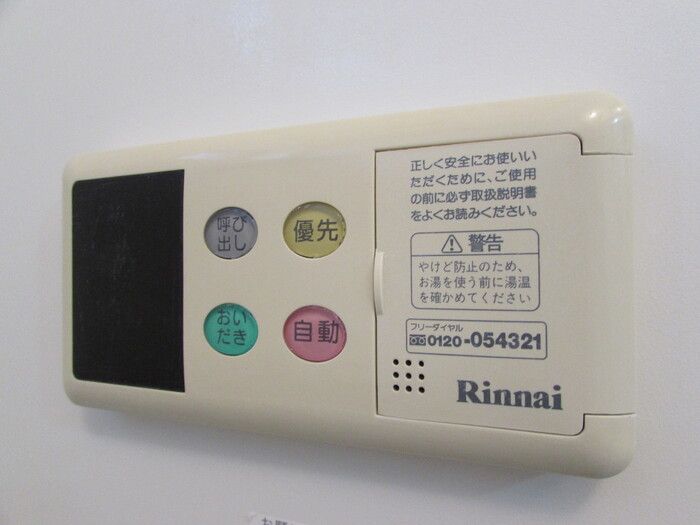 呼び
出し
優先
おい
だき
自動
正しく安全にお使いい
ただくために、ご使用
の前に必ず取扱説明書
をよくお読みください。
⚠警告
やけど防止のため、
お湯を使う前に湯温
を確かめてください
フリーダイヤル
0120-054321
Rinnai